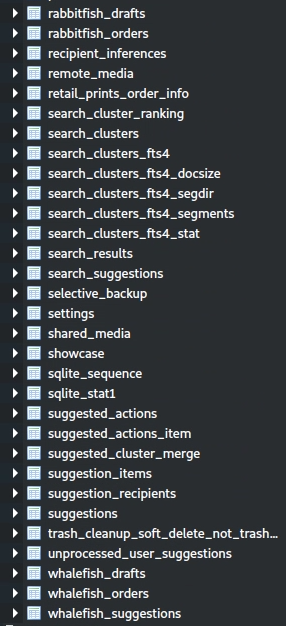 rabbitfish_drafts
rabbitfish_orders
recipient_inferences
remote_media
retail_prints_order_info
search_cluster_ranking
search_clusters
search_clusters_fts4
search_clusters_fts4_docsize
search_clusters_fts4_segdir
search_clusters_fts4_segments
search_clusters_fts4_stat
search_results
search_suggestions
selective_backup
settings
shared_media
showcase
sqlite_sequence
sqlite_stat1
suggested_actions
suggested_actions_item
suggested_cluster_merge
suggestion_items
suggestion_recipients
suggestions
trash_cleanup_soft_delete_not_trash...
unprocessed_user_suggestions
whalefish_drafts
whalefish_orders
whalefish_suggestions